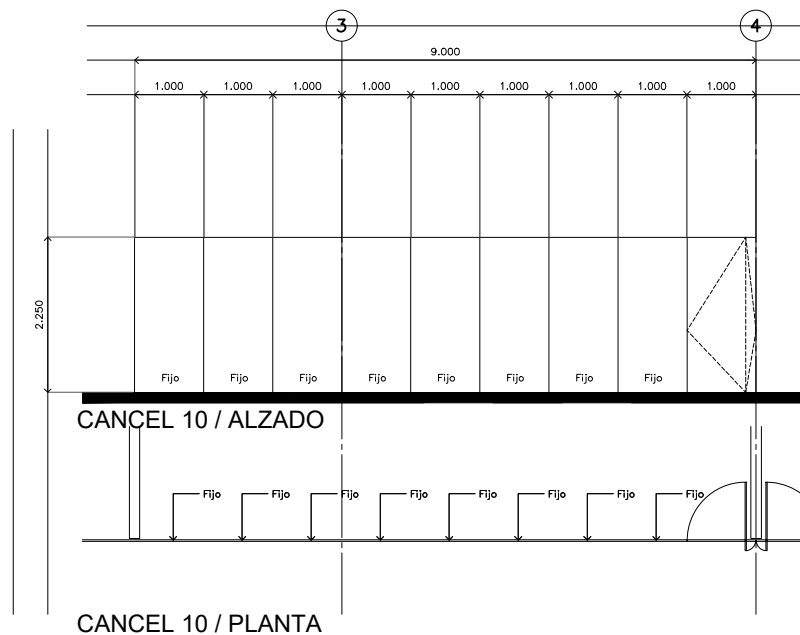 3 4
9.000
1.000 1.000 1.000 1.000 1.000 1.000 1.000 1.000 1.000
2.250
Fijo Fijo Fijo Fijo Fijo Fijo Fijo Fijo
CANCEL 10 / ALZADO
Fijo Fijo Fijo Fijo Fijo Fijo Fijo Fijo
CANCEL 10 / PLANTA